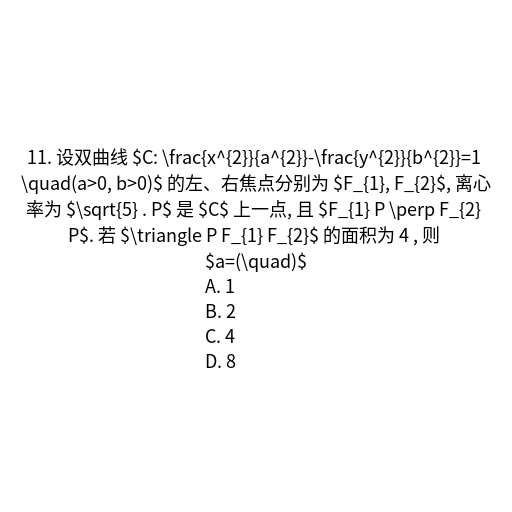 11. 设双曲线 $C: \frac{x^{2}}{a^{2}}-\frac{y^{2}}{b^{2}}=1
\quad(a>0, b>0)$ 的左、右焦点分别为 $F_{1}, F_{2}$, 离心
率为 $\sqrt{5} . P$ 是 $C$ 上一点, 且 $F_{1} P \perp F_{2}
P$. 若 $\triangle P F_{1} F_{2}$ 的面积为 4 , 则
$a=(\quad)$
A. 1
B. 2
C. 4
D. 8